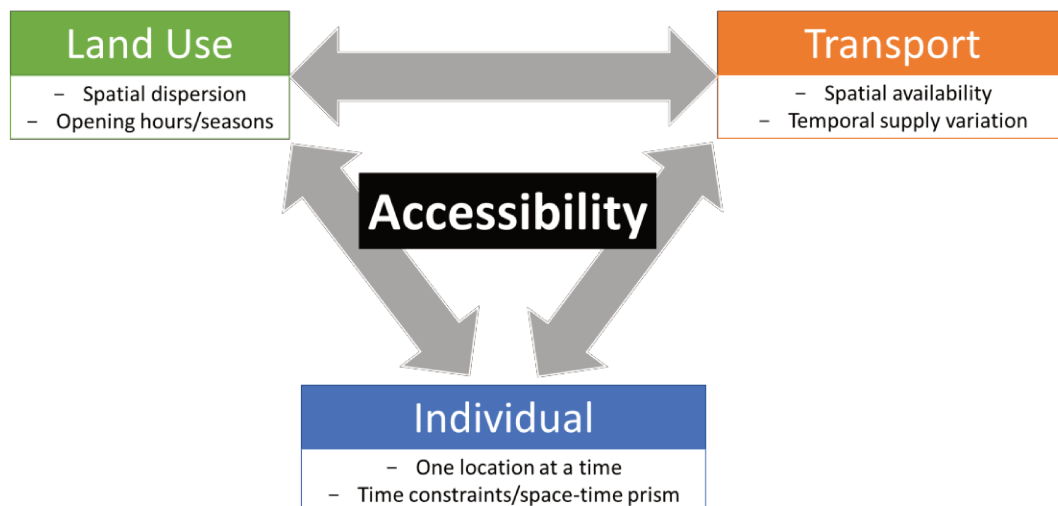 Land Use
– Spatial dispersion
– Opening hours/seasons
Transport
– Spatial availability
– Temporal supply variation
Accessibility
Individual
– One location at a time
– Time constraints/space-time prism